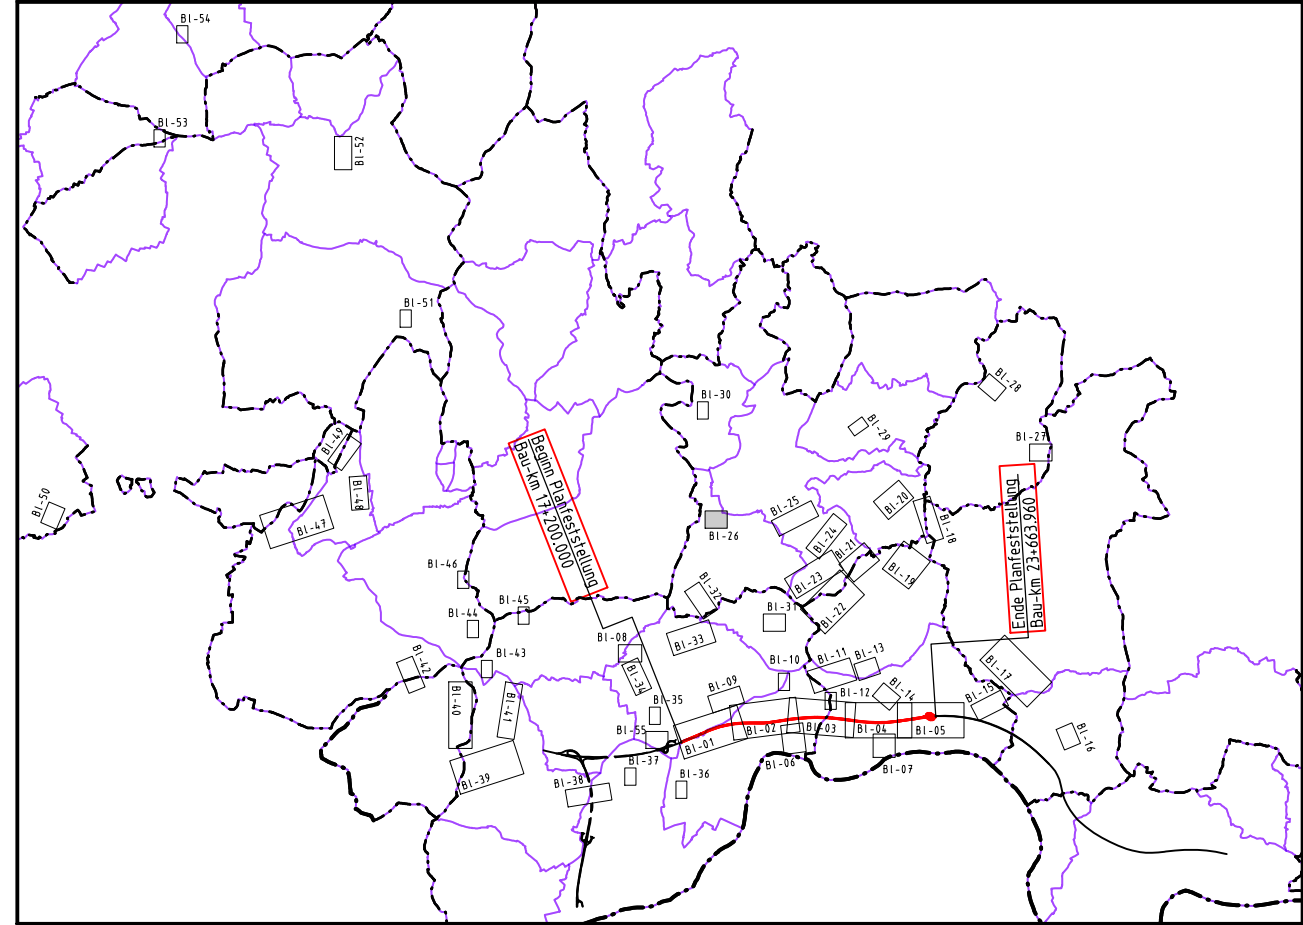 Bl-54
Bl-53
Bl-52
Bl-51
Bl-28
Bl-30
Bl-29
Bl-27
Bl-49
Beginn Planfeststellung
Bau-km 17+200.000
Ende Planfeststellung
Bau-km 23+663.960
Bl-50
Bl-48
Bl-47
Bl-20
Bl-25
Bl-18
Bl-26
Bl-24
Bl-21
Bl-19
Bl-46
Bl-23
Bl-32
Bl-45
Bl-44
Bl-31
Bl-22
Bl-08
Bl-33
Bl-43
Bl-42
Bl-10
Bl-11
Bl-13
Bl-17
Bl-34
Bl-09
Bl-12
Bl-14
Bl-15
Bl-40
Bl-41
Bl-35
Bl-55
Bl-01
Bl-02
Bl-03
Bl-04
Bl-05
Bl-16
Bl-06
Bl-07
Bl-39
Bl-38
Bl-37
Bl-36